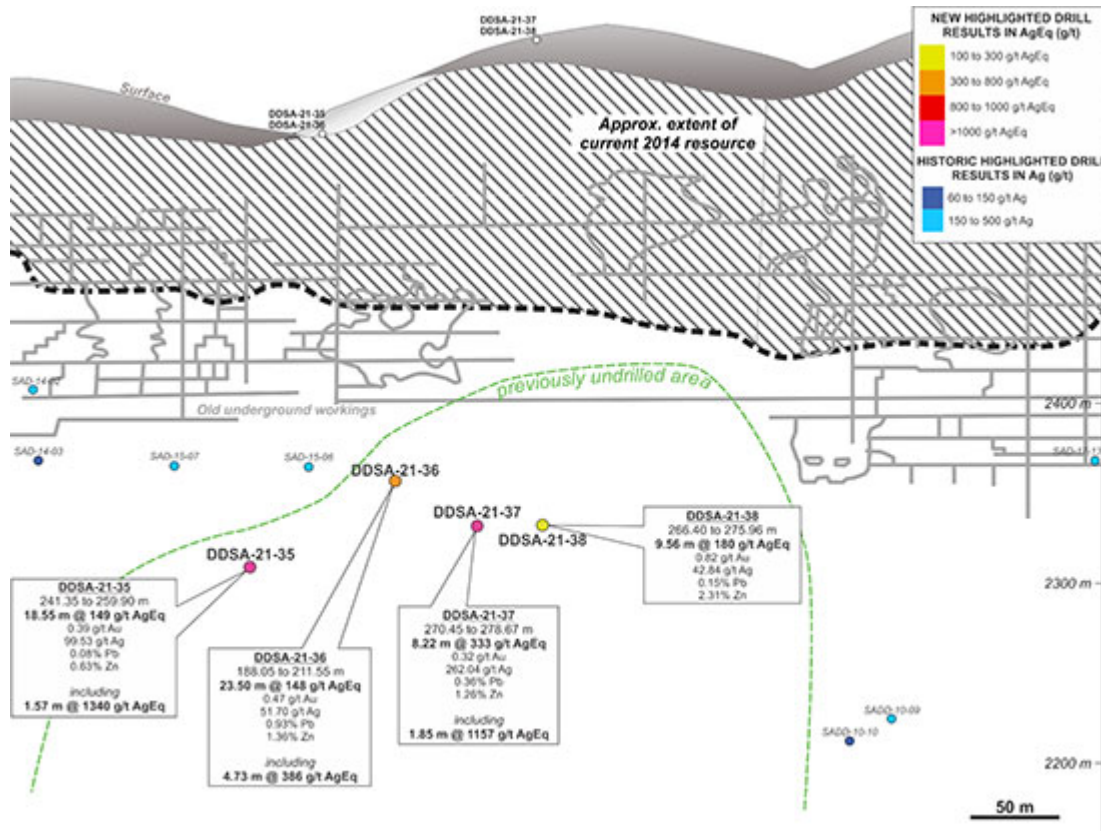 DDSA-21-37
DDSA-21-38
Surface
DDSA-21-35
DDSA-21-36
Approx. extent of
current 2014 resource
NEW HIGHLIGHTED DRILL
RESULTS IN AgEq (g/t)
100 to 300 g/t AgEq
300 to 800 g/t AgEq
800 to 1000 g/t AgEq
>1000 g/t AgEq
HISTORIC HIGHLIGHTED DRILL
RESULTS IN Ag (g/t)
60 to 150 g/t Ag
150 to 500 g/t Ag
previously undrilled area
SAD-14-02
Old underground workings
2400 m
SAD-14-03
SAD-15-07
SAD-15-06
DDSA-21-36
DDSA-21-37
DDSA-21-38
DDSA-21-35
2300 m
DDSA-21-35
241.35 to 259.90 m
18.55 m @ 149 g/t AgEq
0.39 g/t Au
99.53 g/t Ag
0.08% Pb
0.63% Zn
including
1.57 m @ 1340 g/t AgEq
DDSA-21-36
188.05 to 211.55 m
23.50 m @ 148 g/t AgEq
0.47 g/t Au
51.70 g/t Ag
0.93% Pb
1.36% Zn
including
4.73 m @ 386 g/t AgEq
DDSA-21-37
270.45 to 278.67 m
8.22 m @ 333 g/t AgEq
0.32 g/t Au
262.04 g/t Ag
0.36% Pb
1.26% Zn
including
1.85 m @ 1157 g/t AgEq
DDSA-21-38
266.40 to 275.96 m
9.56 m @ 180 g/t AgEq
0.82 g/t Au
42.84 g/t Ag
0.15% Pb
2.31% Zn
SADD-10-09
SADD-10-10
2200 m
50 m